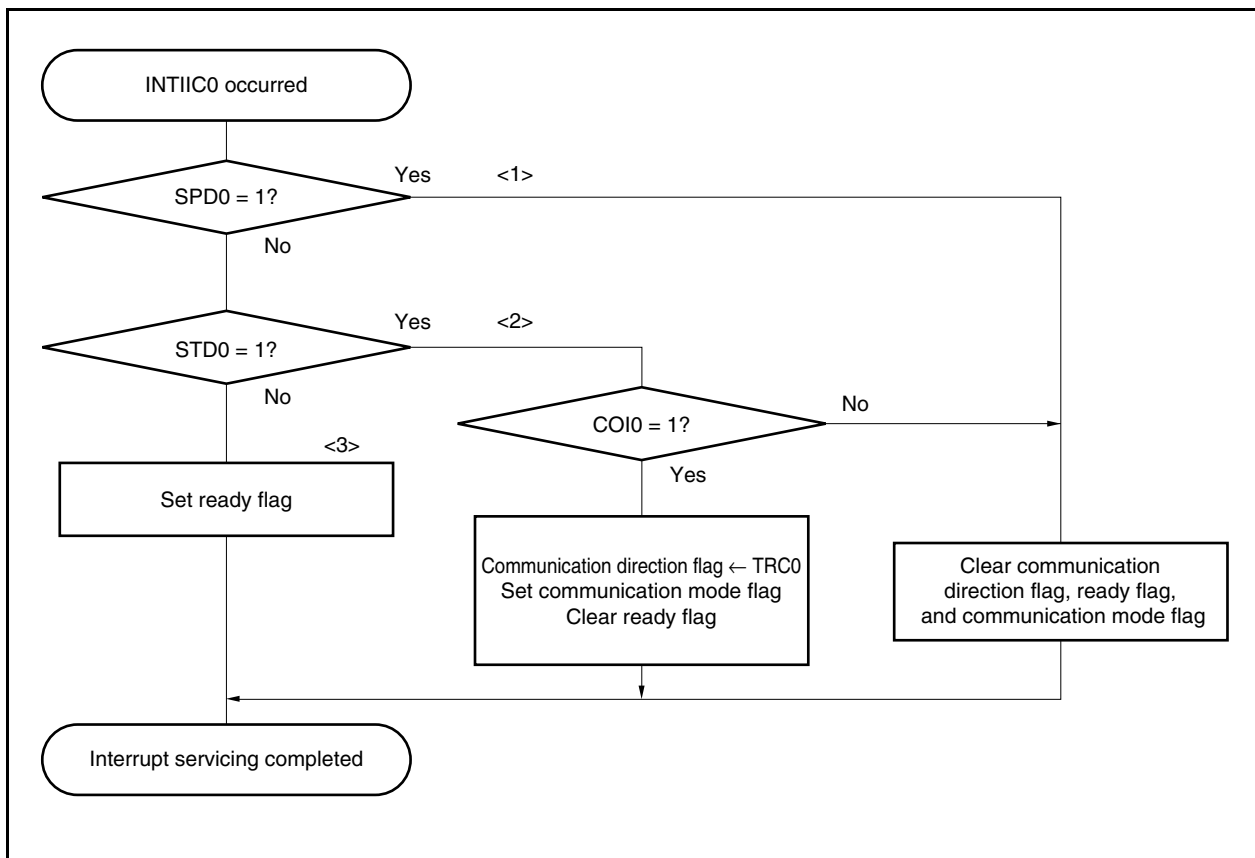 INTIIC0 occurred
Yes
<1>
SPD0 = 1?
No
Yes
<2>
STD0 = 1?
No
No
COI0 = 1?
<3>
Yes
Set ready flag
Communication direction flag ← TRC0
Set communication mode flag
Clear ready flag
Clear communication
direction flag, ready flag,
and communication mode flag
Interrupt servicing completed